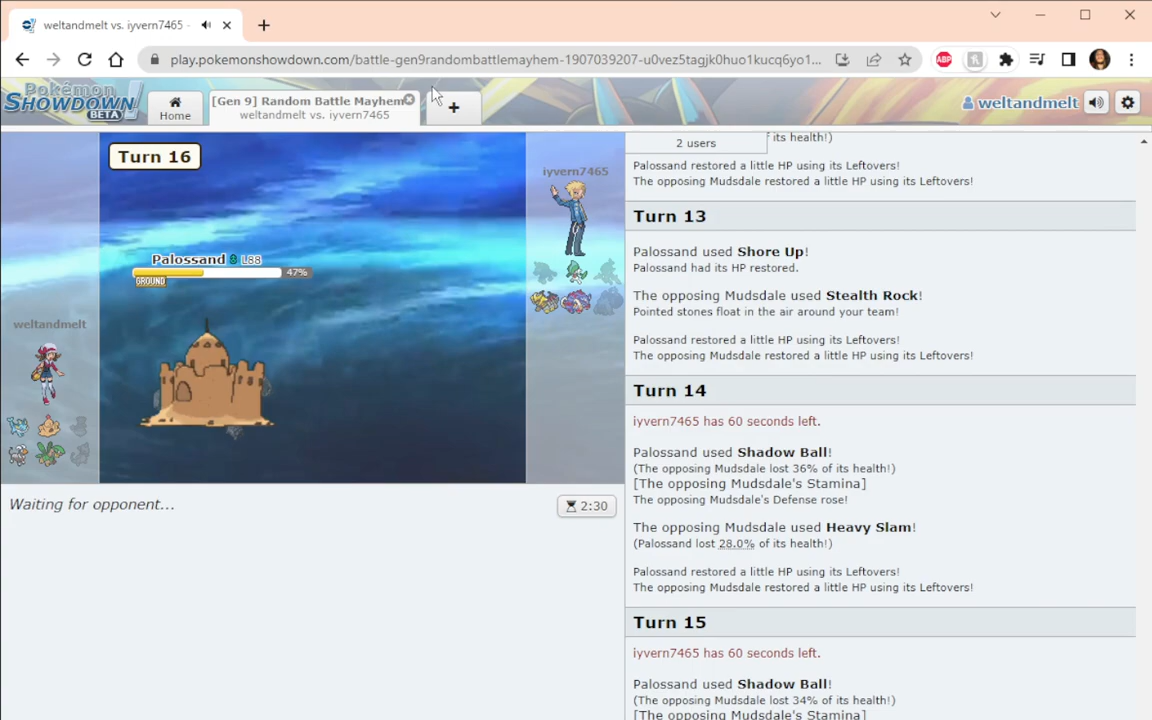 weltandmelt vs. iyvern7465 -
play.pokemonshowdown.com/battle-gen9randombattlemayhem-1907039207-u0vez5tagjk0huo1kucq6yo1...
ABP
Pokémon
SHOWDOWN!
BETA
Home
[Gen 9] Random Battle Mayhem
weltandmelt vs. iyvern7465
+
weltandmelt
Turn 16
iyvern7465
Palossand L88
47%
GROUND
weltandmelt
Waiting for opponent...
2:30
2 users
f its health!)
Palossand restored a little HP using its Leftovers!
The opposing Mudsdale restored a little HP using its Leftovers!
Turn 13
Palossand used Shore Up!
Palossand had its HP restored.
The opposing Mudsdale used Stealth Rock!
Pointed stones float in the air around your team!
Palossand restored a little HP using its Leftovers!
The opposing Mudsdale restored a little HP using its Leftovers!
Turn 14
iyvern7465 has 60 seconds left.
Palossand used Shadow Ball!
(The opposing Mudsdale lost 36% of its health!)
[The opposing Mudsdale's Stamina]
The opposing Mudsdale's Defense rose!
The opposing Mudsdale used Heavy Slam!
(Palossand lost 28.0% of its health!)
Palossand restored a little HP using its Leftovers!
The opposing Mudsdale restored a little HP using its Leftovers!
Turn 15
iyvern7465 has 60 seconds left.
Palossand used Shadow Ball!
(The opposing Mudsdale lost 34% of its health!)
[The opposing Mudsdale's Stamina]